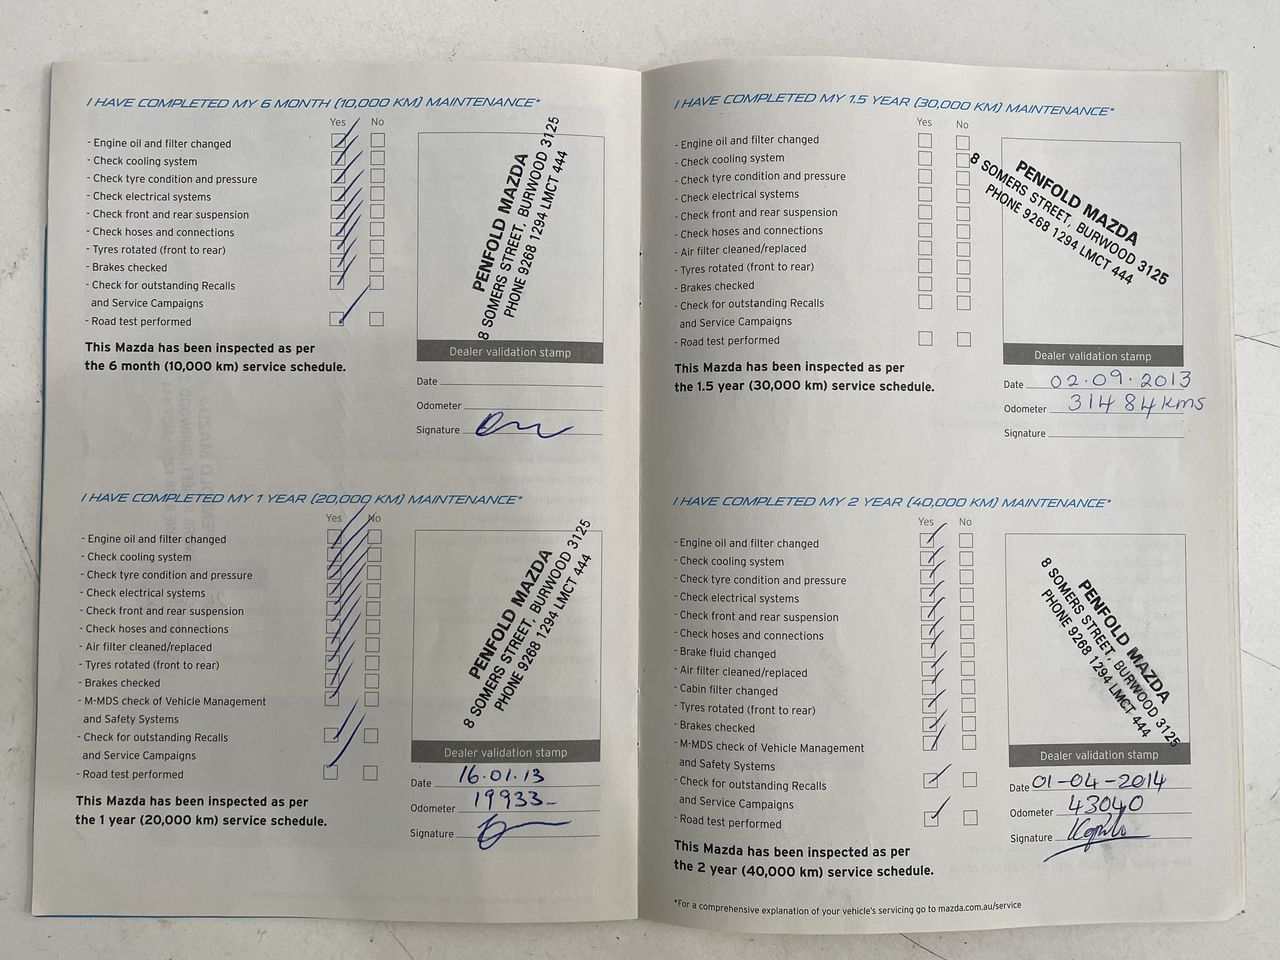 I HAVE COMPLETED MY 6 MONTH (10,000 KM) MAINTENANCE*
Yes No
- Engine oil and filter changed
- Check cooling system
- Check tyre condition and pressure
- Check electrical systems
- Check front and rear suspension
- Check hoses and connections
- Tyres rotated (front to rear)
- Brakes checked
- Check for outstanding Recalls
and Service Campaigns
- Road test performed
This Mazda has been inspected as per
the 6 month (10,000 km) service schedule.
PENFOLD MAZDA
8 SOMERS STREET, BURWOOD 3125
PHONE 9268 1294 LMCT 444
Dealer validation stamp
Date
Odometer
Signature
I HAVE COMPLETED MY 1 YEAR (20,000 KM) MAINTENANCE*
Yes No
- Engine oil and filter changed
- Check cooling system
- Check tyre condition and pressure
- Check electrical systems
- Check front and rear suspension
- Check hoses and connections
- Air filter cleaned/replaced
- Tyres rotated (front to rear)
- Brakes checked
- M-MDS check of Vehicle Management
and Safety Systems
- Check for outstanding Recalls
and Service Campaigns
- Road test performed
This Mazda has been inspected as per
the 1 year (20,000 km) service schedule.
PENFOLD MAZDA
8 SOMERS STREET, BURWOOD 3125
PHONE 9268 1294 LMCT 444
Dealer validation stamp
Date 16.01.13
Odometer 19933-
Signature
I HAVE COMPLETED MY 1.5 YEAR (30,000 KM) MAINTENANCE*
Yes No
- Engine oil and filter changed
- Check cooling system
- Check tyre condition and pressure
- Check electrical systems
- Check front and rear suspension
- Check hoses and connections
- Air filter cleaned/replaced
- Tyres rotated (front to rear)
- Brakes checked
- Check for outstanding Recalls
and Service Campaigns
- Road test performed
This Mazda has been inspected as per
the 1.5 year (30,000 km) service schedule.
PENFOLD MAZDA
8 SOMERS STREET, BURWOOD 3125
PHONE 9268 1294 LMCT 444
Dealer validation stamp
Date 02.09.2013
Odometer 31484kms
Signature
I HAVE COMPLETED MY 2 YEAR (40,000 KM) MAINTENANCE*
Yes No
- Engine oil and filter changed
- Check cooling system
- Check tyre condition and pressure
- Check electrical systems
- Check front and rear suspension
- Check hoses and connections
- Brake fluid changed
- Air filter cleaned/replaced
- Cabin filter changed
- Tyres rotated (front to rear)
- Brakes checked
- M-MDS check of Vehicle Management
and Safety Systems
- Check for outstanding Recalls
and Service Campaigns
- Road test performed
This Mazda has been inspected as per
the 2 year (40,000 km) service schedule.
PENFOLD MAZDA
8 SOMERS STREET, BURWOOD 3125
PHONE 9268 1294 LMCT 444
Dealer validation stamp
Date 01-04-2014
Odometer 43040
Signature
*For a comprehensive explanation of your vehicle's servicing go to mazda.com.au/service